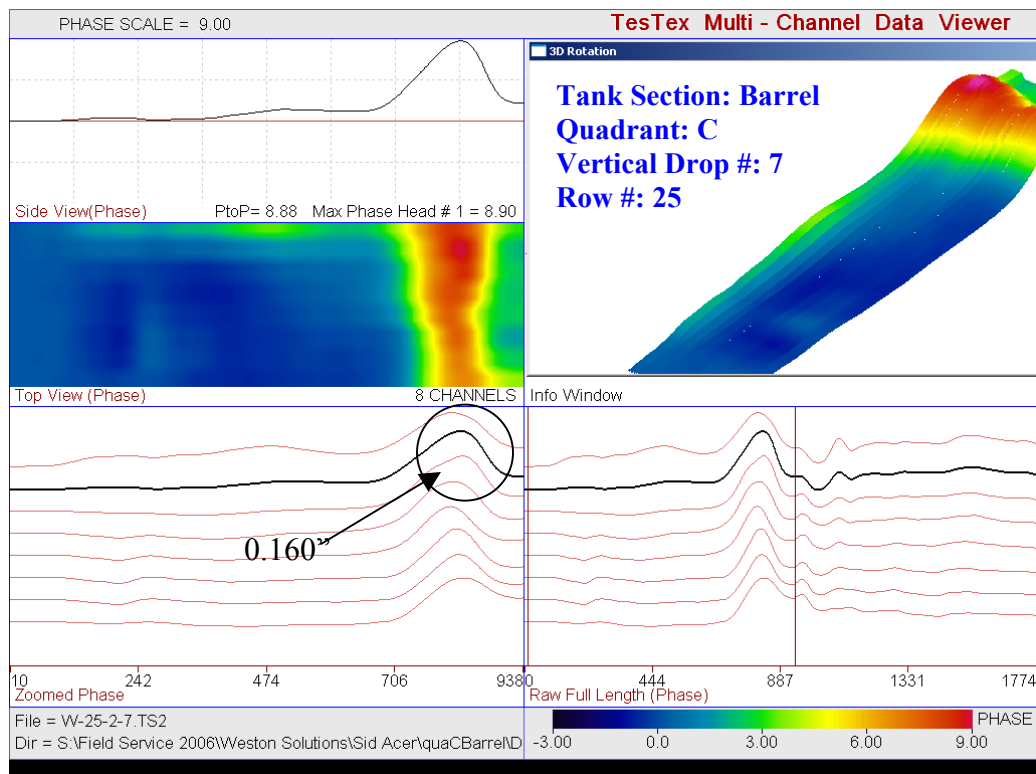 PHASE SCALE = 9.00
TesTex Multi - Channel Data Viewer
3D Rotation
Tank Section: Barrel
Quadrant: C
Vertical Drop #: 7
Row #: 25
Side View(Phase) PtoP= 8.88 Max Phase Head # 1 = 8.90
Top View (Phase) 8 CHANNELS
Info Window
0.160”
10 242 474 706 938
Zoomed Phase
0 444 887 1331 1774
Raw Full Length (Phase)
File = W-25-2-7.TS2
Dir = S:\Field Service 2006\Weston Solutions\Sid Acer\quaCBarrel\D
PHASE
-3.00 0.0 3.00 6.00 9.00